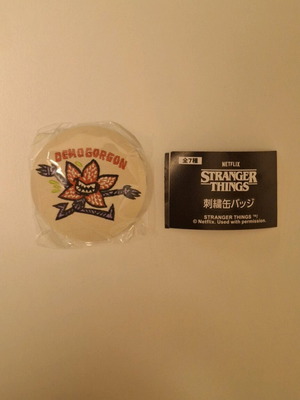 DEMOGORGON
全7種
NETFLIX
STRANGER
THINGS
刺繍缶バッジ
STRANGER THINGS ™/
© Netflix. Used with permission.